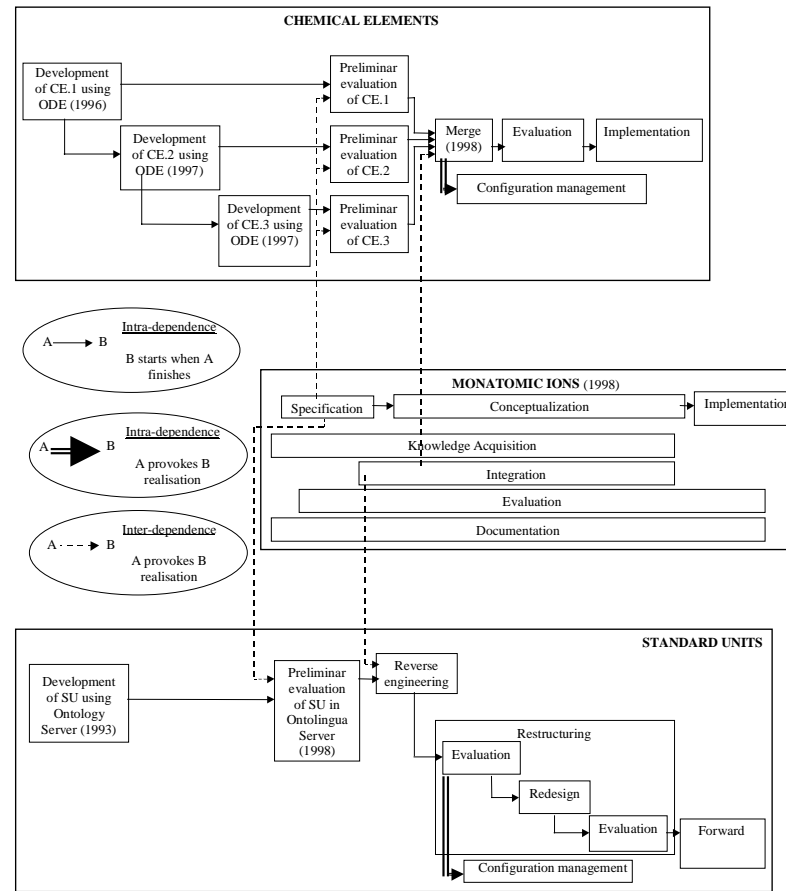 CHEMICAL ELEMENTS
Development
of CE.1 using
ODE (1996)
Preliminar
evaluation
of CE.1
Development
of CE.2 using
ODE (1997)
Preliminar
evaluation
of CE.2
Merge
(1998)
Evaluation
Implementation
Configuration management
Development
of CE.3 using
ODE (1997)
Preliminar
evaluation
of CE.3
Intra-dependence
A B
B starts when A
finishes
Intra-dependence
A B
A provokes B
realisation
Inter-dependence
A B
A provokes B
realisation
MONATOMIC IONS (1998)
Specification
Conceptualization
Implementation
Knowledge Acquisition
Integration
Evaluation
Documentation
STANDARD UNITS
Development
of SU using
Ontology
Server (1993)
Preliminar
evaluation
of SU in
Ontolingua
Server
(1998)
Reverse
engineering
Restructuring
Evaluation
Redesign
Evaluation
Forward
Configuration management